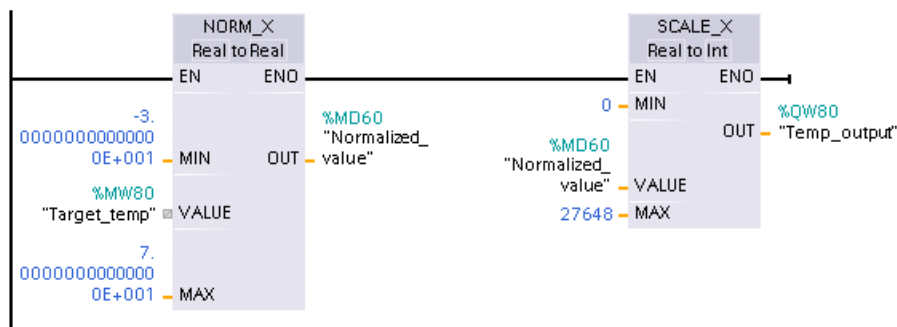 NORM_X
Real to Real
EN ENO
-3.
0000000000000
0E+001
MIN
%MD60
"Normalized_
value"
OUT
%MW80
"Target_temp"
VALUE
7.
0000000000000
0E+001
MAX
SCALE_X
Real to Int
EN ENO
0
MIN
%QW80
"Temp_output"
OUT
%MD60
"Normalized_
value"
VALUE
27648
MAX